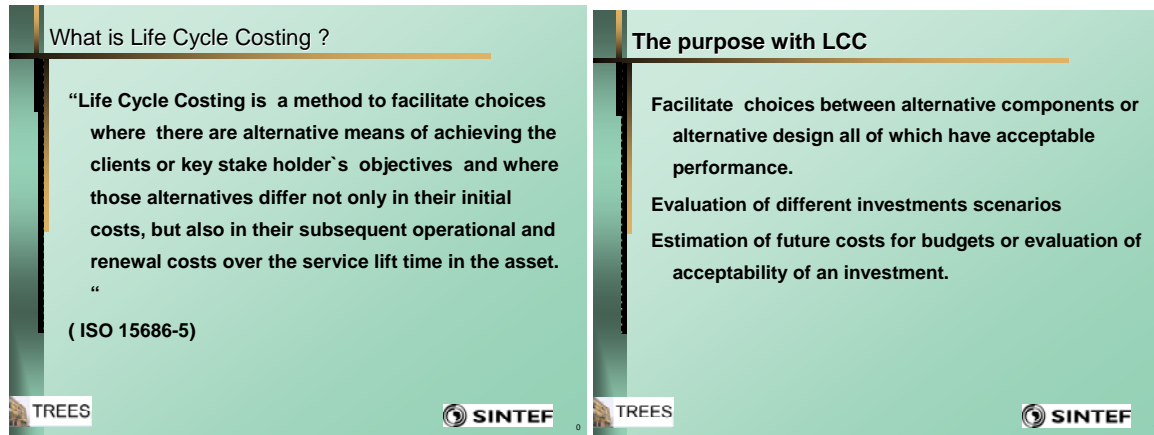 What is Life Cycle Costing ?
“Life Cycle Costing is  a method to facilitate choices
where  there are alternative means of achieving the
clients or key stake holder`s  objectives  and where
those alternatives differ not only in their initial
costs, but also in their subsequent operational and
renewal costs over the service lift time in the asset.
“
( ISO 15686-5)
TREES
SINTEF
0
The purpose with LCC
Facilitate  choices between alternative components or
alternative design all of which have acceptable
performance.
Evaluation of different investments scenarios
Estimation of future costs for budgets or evaluation of
acceptability of an investment.
TREES
SINTEF